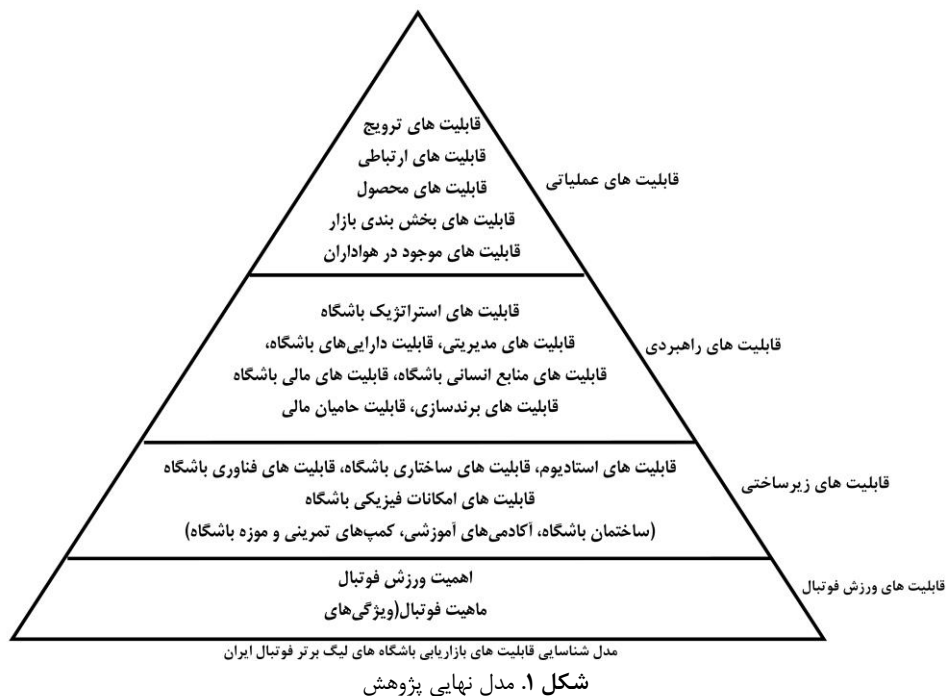 قابلیت های ترویج
قابلیت های ارتباطی
قابلیت های محصول
قابلیت های بخش بندی بازار
قابلیت های موجود در هواداران
قابلیت های عملیاتی
قابلیت های استراتژیک باشگاه
قابلیت های مدیریتی، قابلیت دارایی‌های باشگاه،
قابلیت های منابع انسانی باشگاه، قابلیت های مالی باشگاه
قابلیت های برندسازی، قابلیت حامیان مالی
قابلیت های راهبردی
قابلیت های استادیوم، قابلیت های ساختاری باشگاه، قابلیت های فناوری باشگاه
قابلیت های امکانات فیزیکی باشگاه
(ساختمان باشگاه، آکادمی‌های آموزشی، کمپ‌های تمرینی و موزه باشگاه)
قابلیت های زیرساختی
اهمیت ورزش فوتبال
ماهیت فوتبال(ویژگی‌های
قابلیت های ورزش فوتبال
مدل شناسایی قابلیت های بازاریابی باشگاه های لیگ برتر فوتبال ایران
شکل ۱. مدل نهایی پژوهش